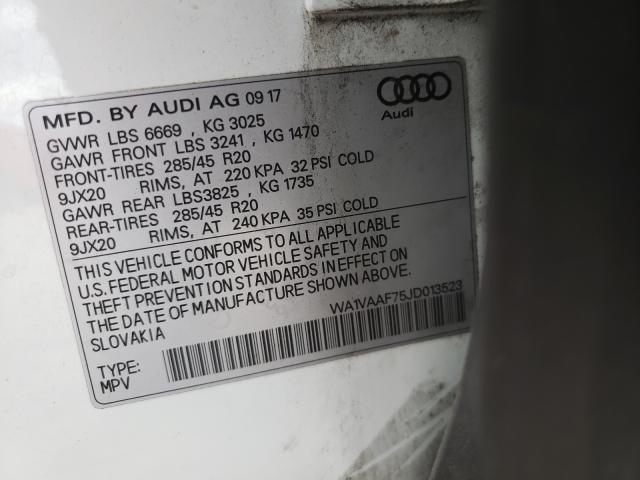 MFD. BY AUDI AG 09 17
GVWR LBS 6669 , KG 3025
GAWR FRONT LBS 3241 , KG 1470
FRONT-TIRES 285/45 R20
9JX20 RIMS, AT 220 KPA 32 PSI COLD
GAWR REAR LBS3825 , KG 1735
REAR-TIRES 285/45 R20
9JX20 RIMS, AT 240 KPA 35 PSI COLD
THIS VEHICLE CONFORMS TO ALL APPLICABLE
U.S. FEDERAL MOTOR VEHICLE SAFETY AND
THEFT PREVENTION STANDARDS IN EFFECT ON
THE DATE OF MANUFACTURE SHOWN ABOVE.
SLOVAKIA
WA1VAAF75JD013523
TYPE:
MPV
Audi